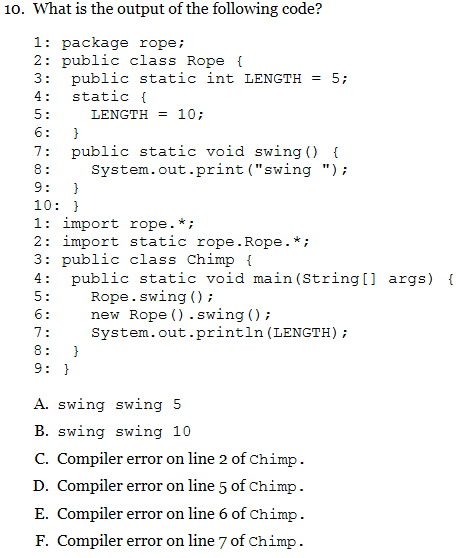 10. What is the output of the following code?
1: package rope;
2: public class Rope {
3:   public static int LENGTH = 5;
4:   static {
5:     LENGTH = 10;
6:   }
7:   public static void swing() {
8:     System.out.print("swing ");
9:   }
10: }
1: import rope.*;
2: import static rope.Rope.*;
3: public class Chimp {
4:   public static void main(String[] args) {
5:     Rope.swing();
6:     new Rope().swing();
7:     System.out.println(LENGTH);
8:   }
9: }
A. swing swing 5
B. swing swing 10
C. Compiler error on line 2 of Chimp.
D. Compiler error on line 5 of Chimp.
E. Compiler error on line 6 of Chimp.
F. Compiler error on line 7 of Chimp.